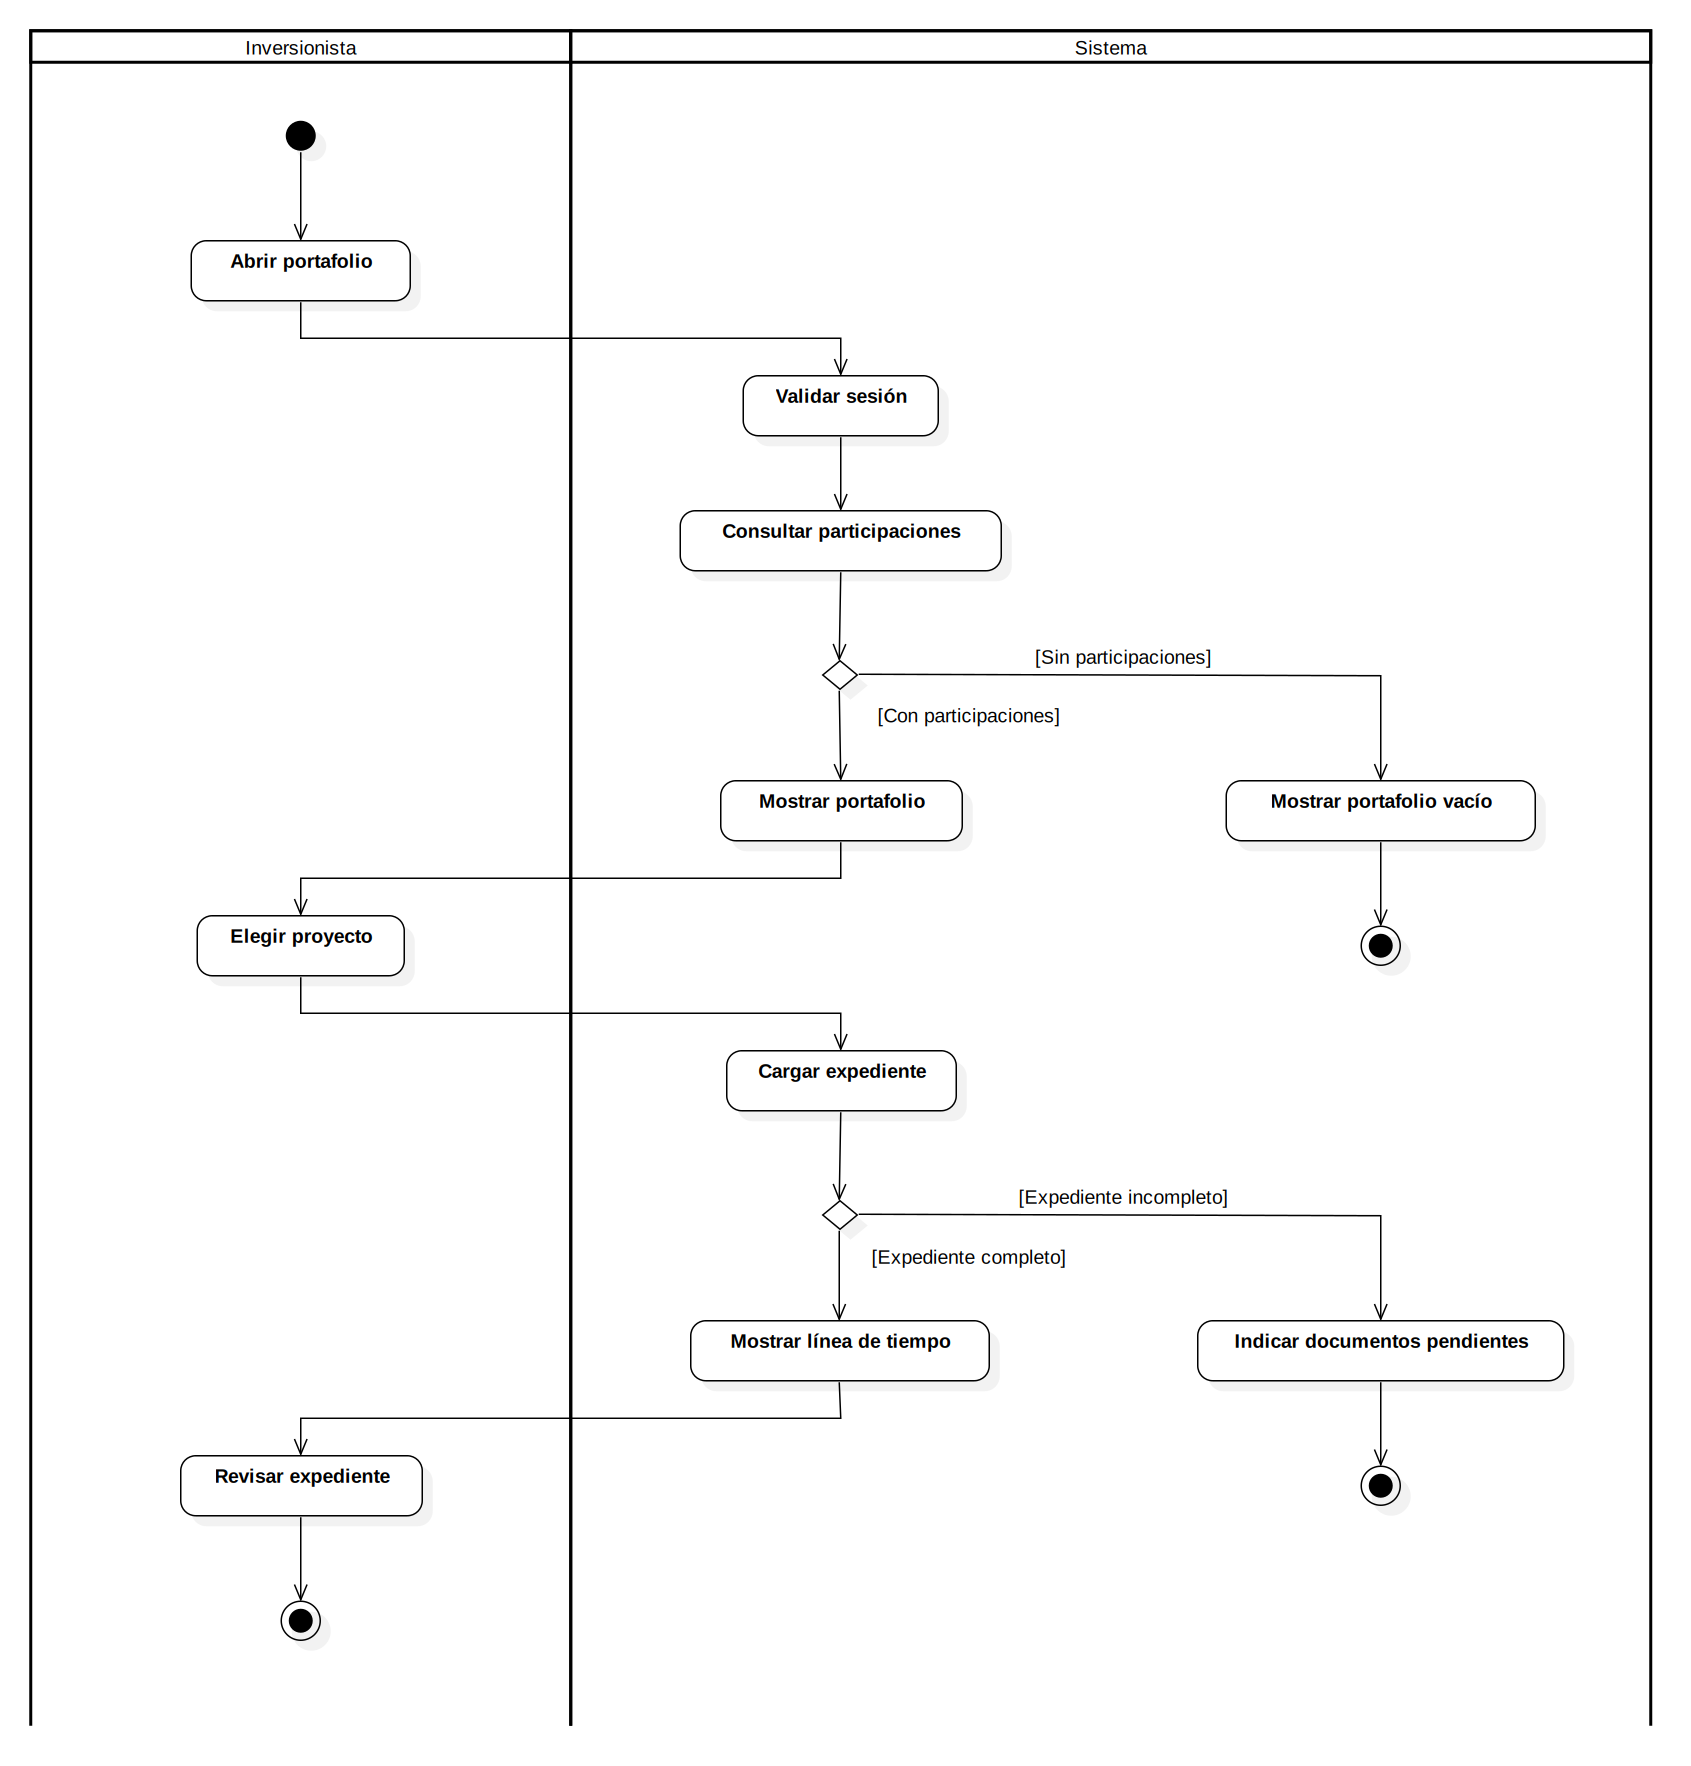 Inversionista
Sistema
Abrir portafolio
Validar sesión
Consultar participaciones
[Sin participaciones]
[Con participaciones]
Mostrar portafolio
Mostrar portafolio vacío
Elegir proyecto
Cargar expediente
[Expediente incompleto]
[Expediente completo]
Mostrar línea de tiempo
Indicar documentos pendientes
Revisar expediente